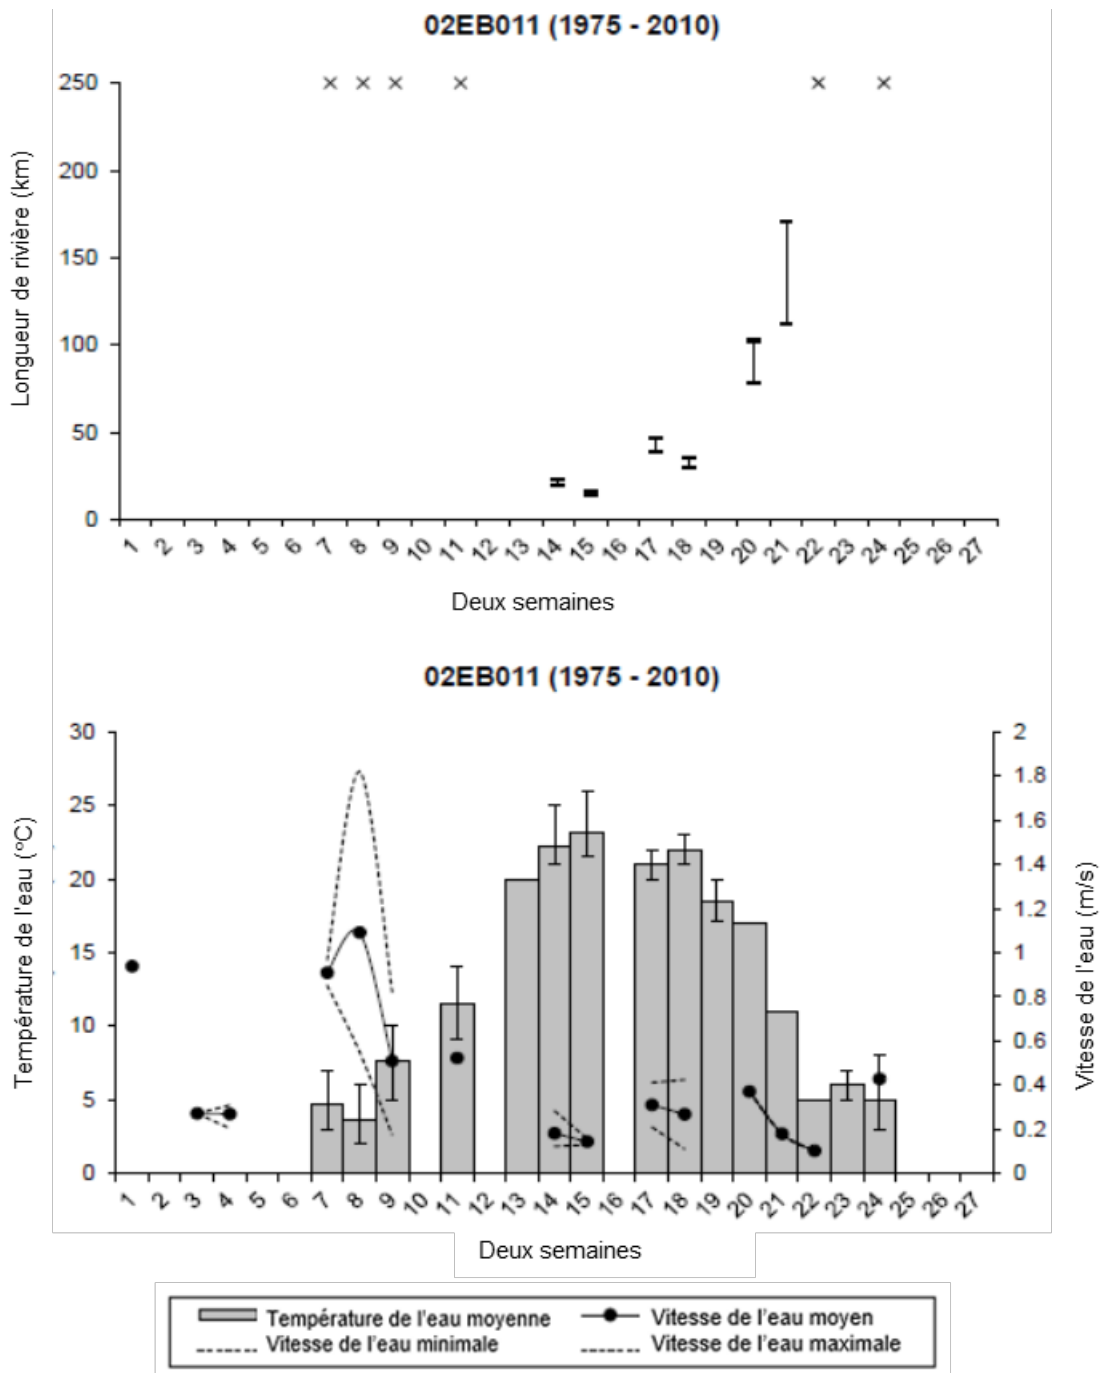 02EB011 (1975 - 2010)
Longueur de rivière (km)
250
200
150
100
50
0
1 2 3 4 5 6 7 8 9 10 11 12 13 14 15 16 17 18 19 20 21 22 23 24 25 26 27
Deux semaines
02EB011 (1975 - 2010)
Température de l'eau (°C)
30
25
20
15
10
5
0
2
1.8
1.6
1.4
1.2
1
0.8
0.6
0.4
0.2
0
Vitesse de l'eau (m/s)
1 2 3 4 5 6 7 8 9 10 11 12 13 14 15 16 17 18 19 20 21 22 23 24 25 26 27
Deux semaines
Température de l'eau moyenne
Vitesse de l'eau moyen
Vitesse de l'eau minimale
Vitesse de l'eau maximale